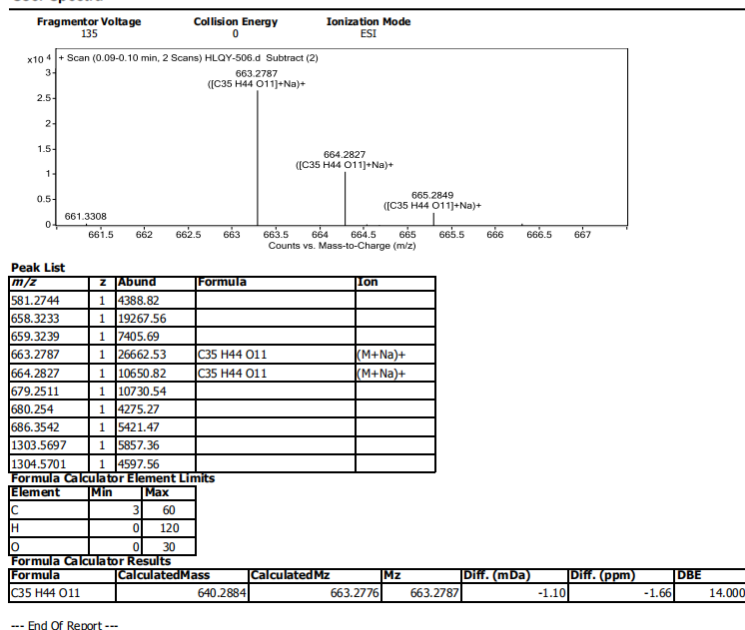 Fragmentor Voltage Collision Energy Ionization Mode
135 0 ESI
x10 4 + Scan (0.09-0.10 min, 2 Scans) HLQY-506.d Subtract (2)
3
663.2787
([C35 H44 O11]+Na)+
2.5
2
1.5
664.2827
([C35 H44 O11]+Na)+
1
665.2849
([C35 H44 O11]+Na)+
0.5
661.3308
0
661.5 662 662.5 663 663.5 664 664.5 665 665.5 666 666.5 667
Counts vs. Mass-to-Charge (m/z)
Peak List
m/z z Abund Formula Ion
581.2744 1 4388.82
658.3233 1 19267.56
659.3239 1 7405.69
663.2787 1 26662.53 C35 H44 O11 (M+Na)+
664.2827 1 10650.82 C35 H44 O11 (M+Na)+
679.2511 1 10730.54
680.254 1 4275.27
686.3542 1 5421.47
1303.5697 1 5857.36
1304.5701 1 4597.56
Formula Calculator Element Limits
Element Min Max
C 3 60
H 0 120
O 0 30
Formula Calculator Results
Formula CalculatedMass CalculatedMz Mz Diff. (mDa) Diff. (ppm) DBE
C35 H44 O11 640.2884 663.2776 663.2787 -1.10 -1.66 14.000
--- End Of Report ---